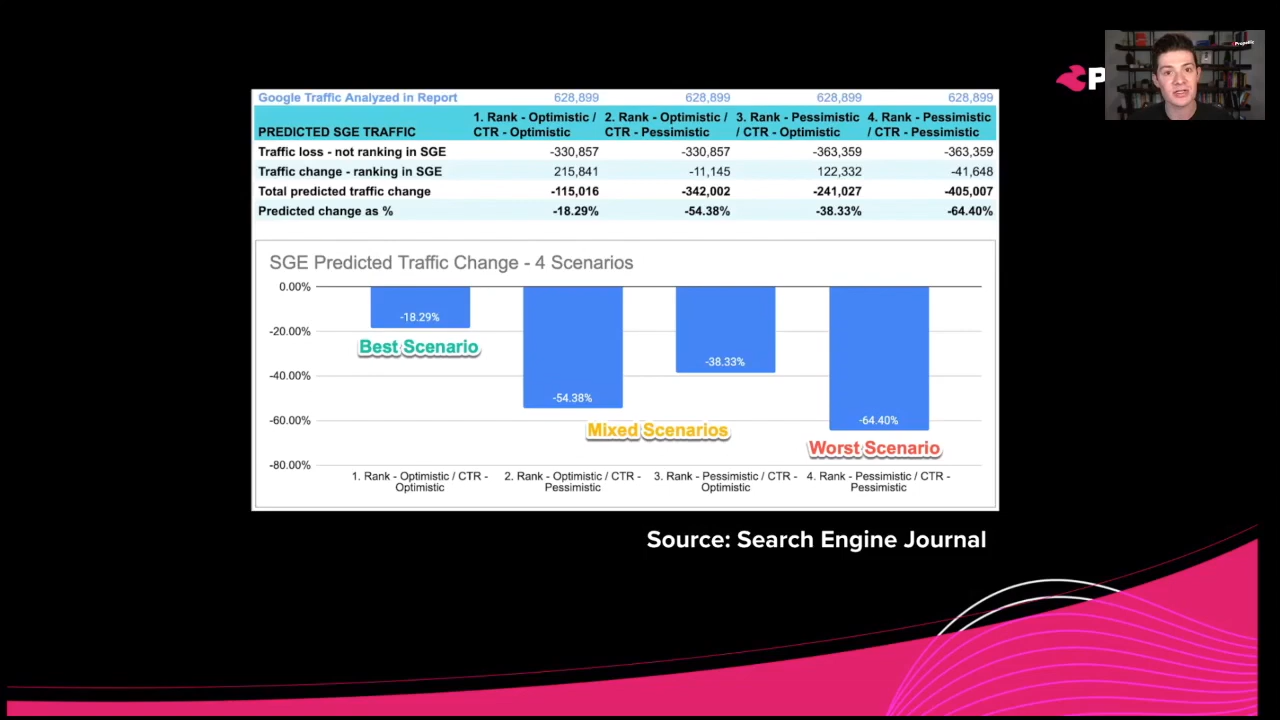 Google Traffic Analyzed in Report 628,899 628,899 628,899 628,899
PREDICTED SGE TRAFFIC 1. Rank - Optimistic / CTR - Optimistic 2. Rank - Optimistic / CTR - Pessimistic 3. Rank - Pessimistic / CTR - Optimistic 4. Rank - Pessimistic / CTR - Pessimistic
Traffic loss - not ranking in SGE -330,857 -330,857 -363,359 -363,359
Traffic change - ranking in SGE 215,841 -11,145 122,332 -41,648
Total predicted traffic change -115,016 -342,002 -241,027 -405,007
Predicted change as % -18.29% -54.38% -38.33% -64.40%
SGE Predicted Traffic Change - 4 Scenarios
0.00%
-20.00%
-40.00%
-60.00%
-80.00%
-18.29%
-54.38%
-38.33%
-64.40%
Best Scenario
Mixed Scenarios
Worst Scenario
1. Rank - Optimistic / CTR -
Optimistic
2. Rank - Optimistic / CTR -
Pessimistic
3. Rank - Pessimistic / CTR -
Optimistic
4. Rank - Pessimistic / CTR -
Pessimistic
Source: Search Engine Journal